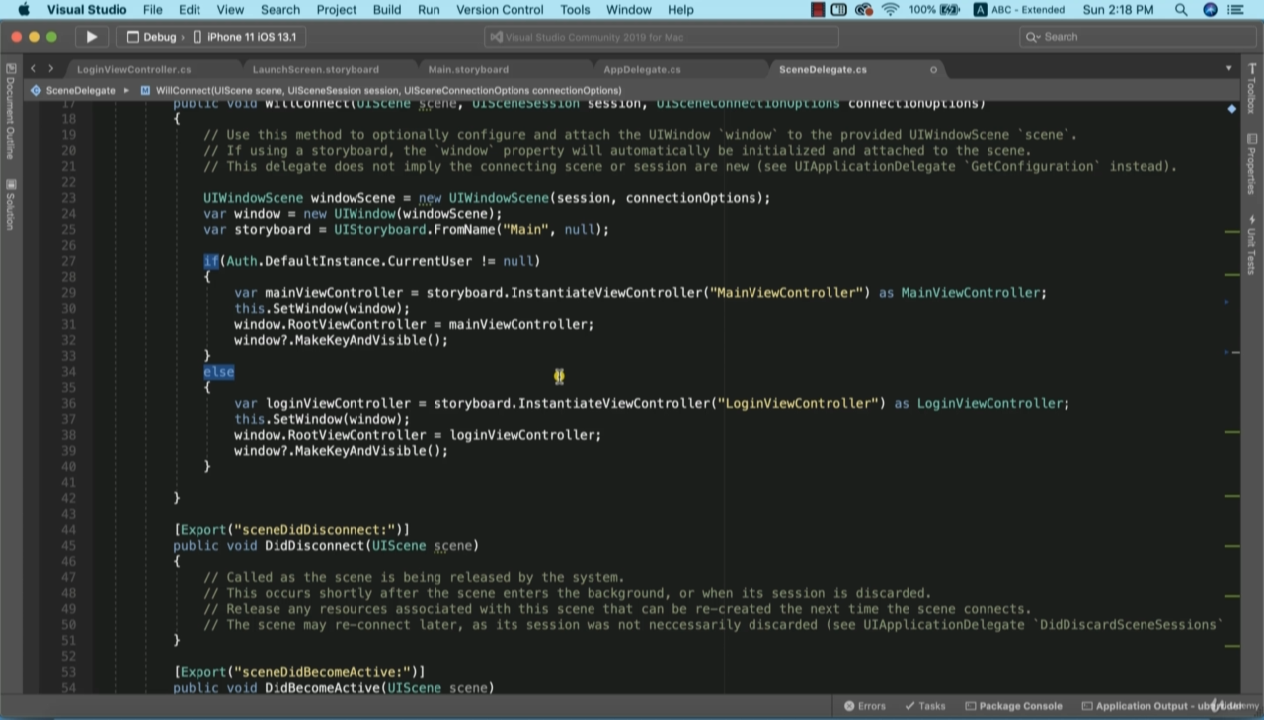 Visual Studio File Edit View Search Project Build Run Version Control Tools Window Help 100% A ABC - Extended Sun 2:18 PM
Debug › iPhone 11 iOS 13.1 Visual Studio Community 2019 for Mac Search
LoginViewController.cs LaunchScreen.storyboard Main.storyboard AppDelegate.cs SceneDelegate.cs
SceneDelegate ▸ M WillConnect(UIScene scene, UISceneSession session, UISceneConnectionOptions connectionOptions)
Document Outline
Solution
Toolbox
Properties
Unit Tests
17 public void WillConnect(UIScene scene, UISceneSession session, UISceneConnectionOptions connectionOptions)
18 {
19 // Use this method to optionally configure and attach the UIWindow `window` to the provided UIWindowScene `scene`.
20 // If using a storyboard, the `window` property will automatically be initialized and attached to the scene.
21 // This delegate does not imply the connecting scene or session are new (see UIApplicationDelegate `GetConfiguration` instead).
22
23 UIWindowScene windowScene = new UIWindowScene(session, connectionOptions);
24 var window = new UIWindow(windowScene);
25 var storyboard = UIStoryboard.FromName("Main", null);
26
27 if(Auth.DefaultInstance.CurrentUser != null)
28 {
29 var mainViewController = storyboard.InstantiateViewController("MainViewController") as MainViewController;
30 this.SetWindow(window);
31 window.RootViewController = mainViewController;
32 window?.MakeKeyAndVisible();
33 }
34 else
35 {
36 var loginViewController = storyboard.InstantiateViewController("LoginViewController") as LoginViewController;
37 this.SetWindow(window);
38 window.RootViewController = loginViewController;
39 window?.MakeKeyAndVisible();
40 }
41
42 }
43
44 [Export("sceneDidDisconnect:")]
45 public void DidDisconnect(UIScene scene)
46 {
47 // Called as the scene is being released by the system.
48 // This occurs shortly after the scene enters the background, or when its session is discarded.
49 // Release any resources associated with this scene that can be re-created the next time the scene connects.
50 // The scene may re-connect later, as its session was not neccessarily discarded (see UIApplicationDelegate `DidDiscardSceneSessions`
51 }
52
53 [Export("sceneDidBecomeActive:")]
54 public void DidBecomeActive(UIScene scene)
Errors Tasks Package Console Application Output -